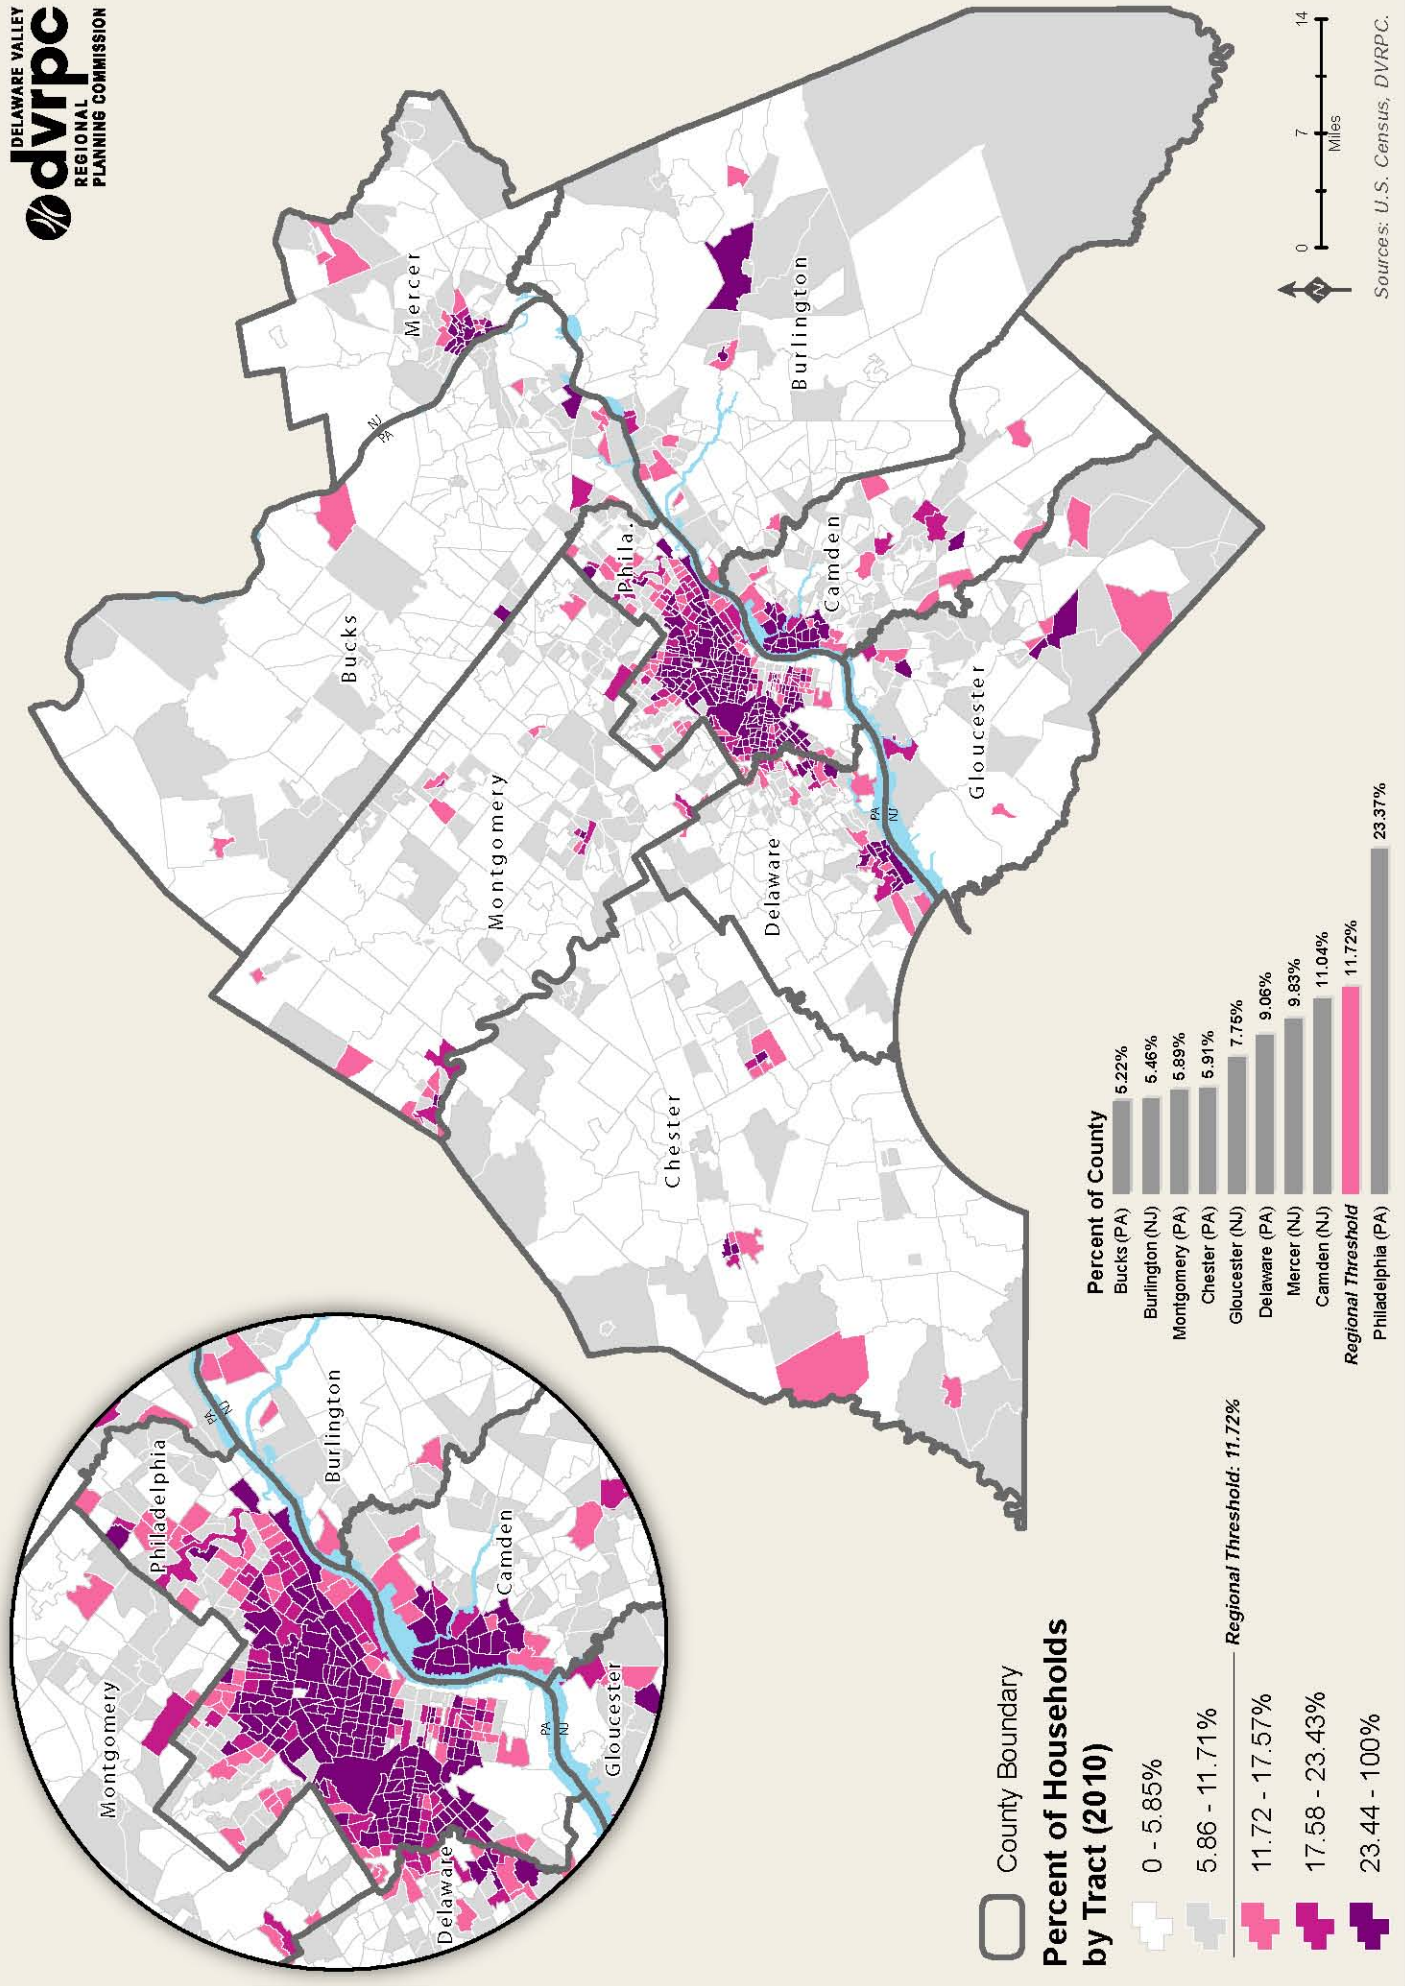 DELAWARE VALLEY
dvrpc
REGIONAL
PLANNING COMMISSION
Montgomery
Philadelphia
Burlington
Camden
Gloucester
Delaware
PA
NJ
PA
NJ
Bucks
Mercer
NJ
PA
Montgomery
Phila.
Burlington
Camden
Chester
Delaware
Gloucester
PA
NJ
County Boundary
Percent of Households
by Tract (2010)
0 - 5.85%
5.86 - 11.71%
Regional Threshold: 11.72%
11.72 - 17.57%
17.58 - 23.43%
23.44 - 100%
Percent of County
Bucks (PA) 5.22%
Burlington (NJ) 5.46%
Montgomery (PA) 5.89%
Chester (PA) 5.91%
Gloucester (NJ) 7.75%
Delaware (PA) 9.06%
Mercer (NJ) 9.83%
Camden (NJ) 11.04%
Regional Threshold 11.72%
Philadelphia (PA) 23.37%
N
0 7 14
Miles
Sources: U.S. Census, DVRPC.